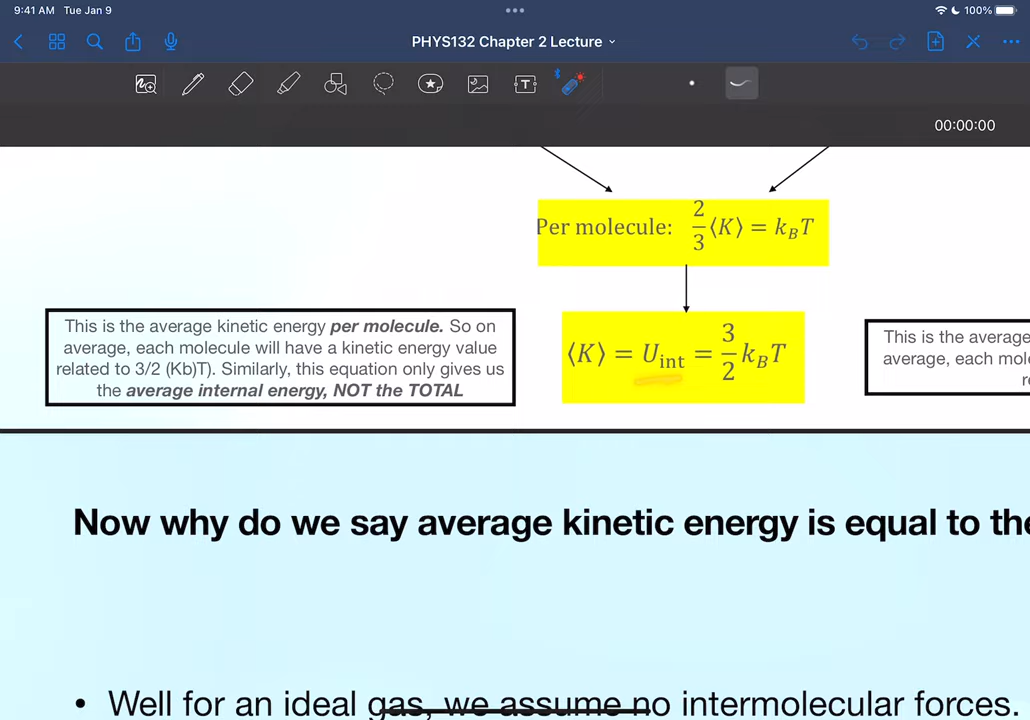 9:41 AM Tue Jan 9
100%
PHYS132 Chapter 2 Lecture
T
00:00:00
Per molecule: 2/3⟨K⟩ = k_BT
This is the average kinetic energy per molecule. So on
average, each molecule will have a kinetic energy value
related to 3/2 (Kb)T). Similarly, this equation only gives us
the average internal energy, NOT the TOTAL
⟨K⟩ = U_int = 3/2 k_BT
This is the average
average, each mol
r
Now why do we say average kinetic energy is equal to th
• Well for an ideal gas, we assume no intermolecular forces.